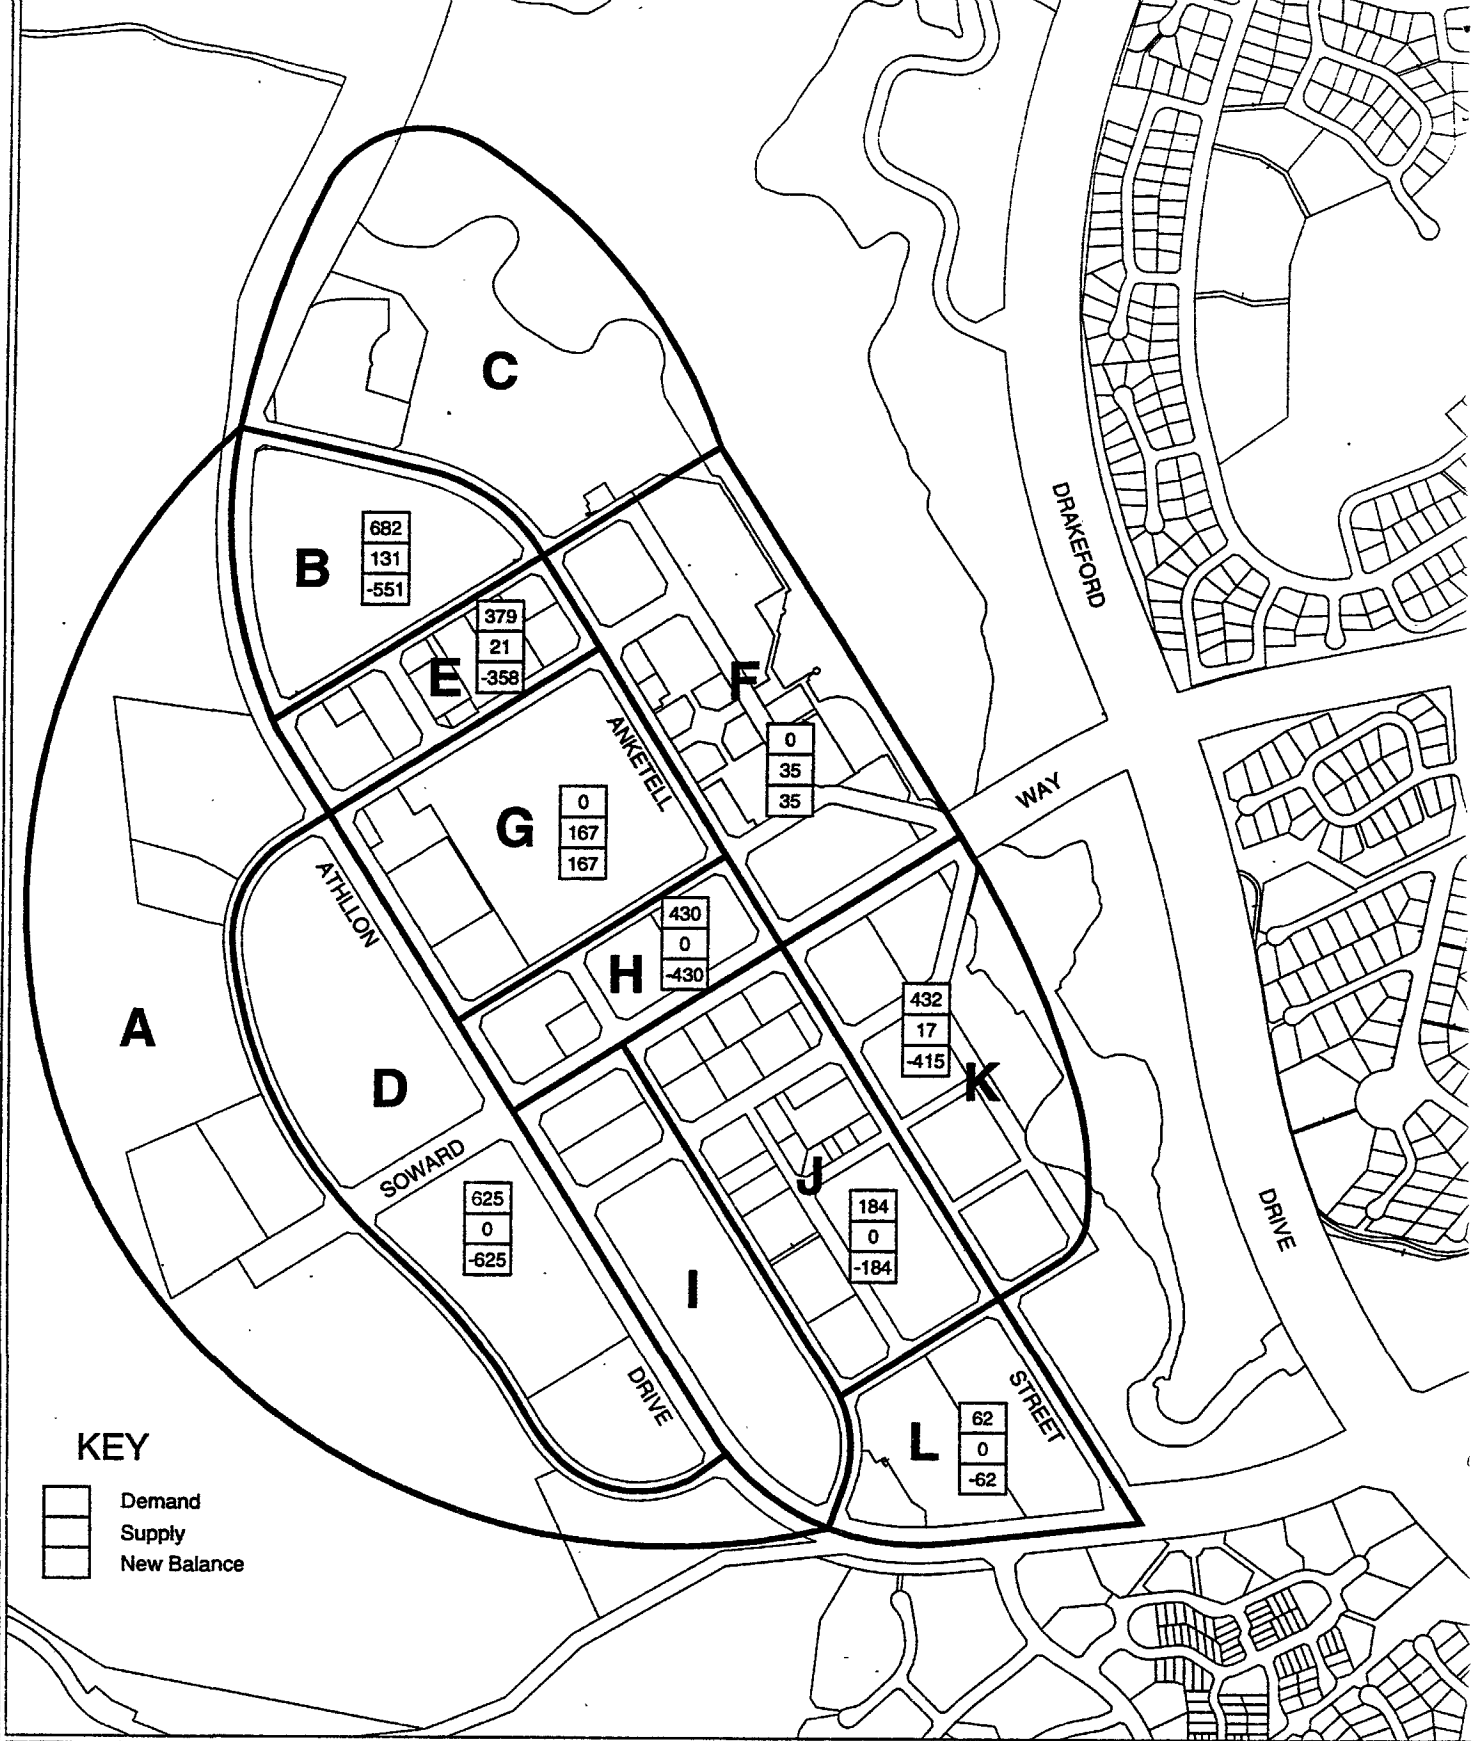 C
DRAKEFORD
B
682
131
-551
E
379
21
-358
F
0
35
35
ANKETELL
WAY
G
0
167
167
ATHLLON
H
430
0
-430
A
D
432
17
-415
K
SOWARD
625
0
-625
J
184
0
-184
I
DRIVE
DRIVE
STREET
L
62
0
-62
KEY
Demand
Supply
New Balance